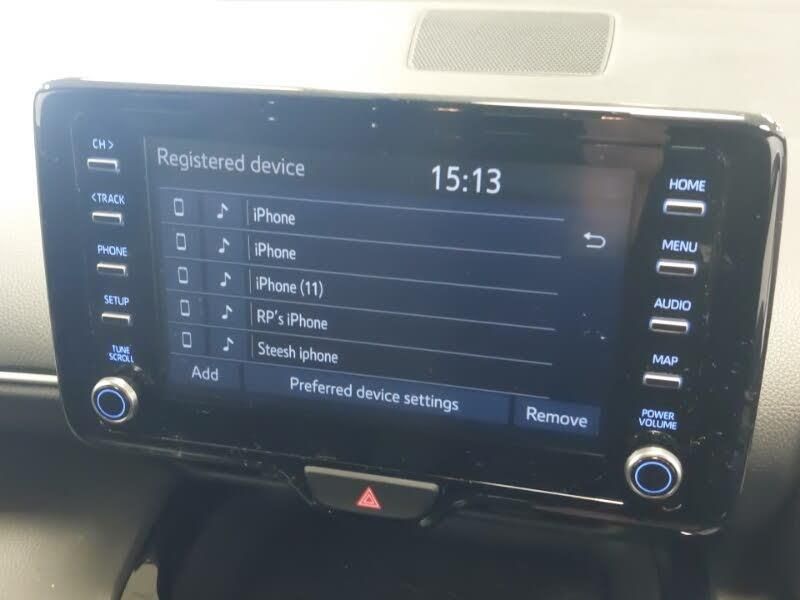 CH >
< TRACK
PHONE
SETUP
TUNE
SCROLL
Registered device
15:13
iPhone
iPhone
iPhone (11)
RP's iPhone
Steesh iphone
Add
Preferred device settings
Remove
HOME
MENU
AUDIO
MAP
POWER
VOLUME